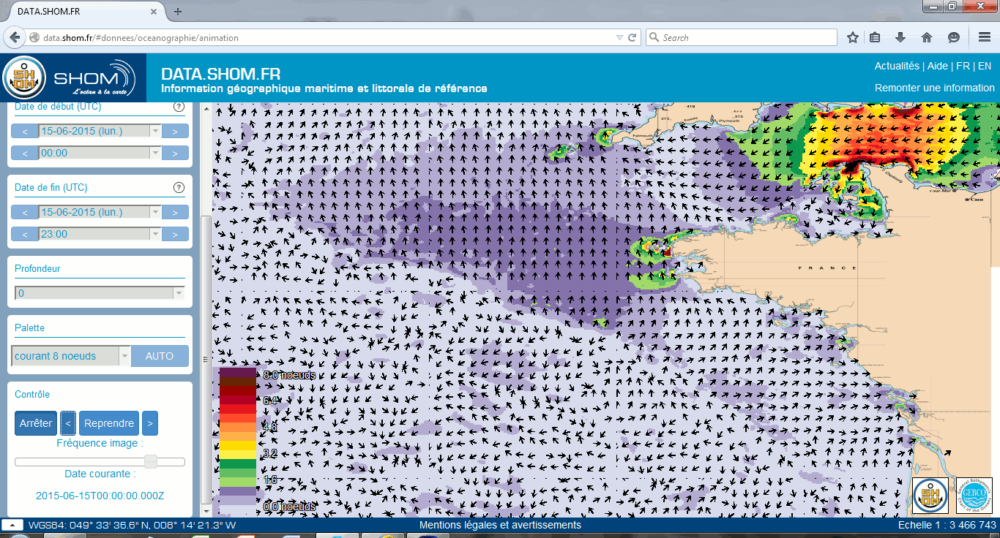 DATA.SHOM.FR
data.shom.fr/#donnees/oceanographie/animation
Search
SHOM
L'océan à la carte
DATA.SHOM.FR
Information géographique maritime et littorale de référence
Actualités | Aide | FR | EN
Remonter une information
Date de début (UTC)
?
< 15-06-2015 (lun.) >
< 00:00 >
Date de fin (UTC)
?
< 15-06-2015 (lun.) >
< 23:00 >
Profondeur
0
Palette
courant 8 noeuds
AUTO
Contrôle
Arrêter < Reprendre >
Fréquence image :
Date courante :
2015-06-15T00:00:00.000Z
Falmouth
Fowey
Plymouth
Cherbourg
Caen
FRANCE
8.0 noeuds
6.4
4.8
3.2
1.6
0.0 noeuds
SHOM
GEBCO
WGS84: 049° 33' 36.6" N, 008° 14' 21.3" W
Mentions légales et avertissements
Echelle 1 : 3 466 743